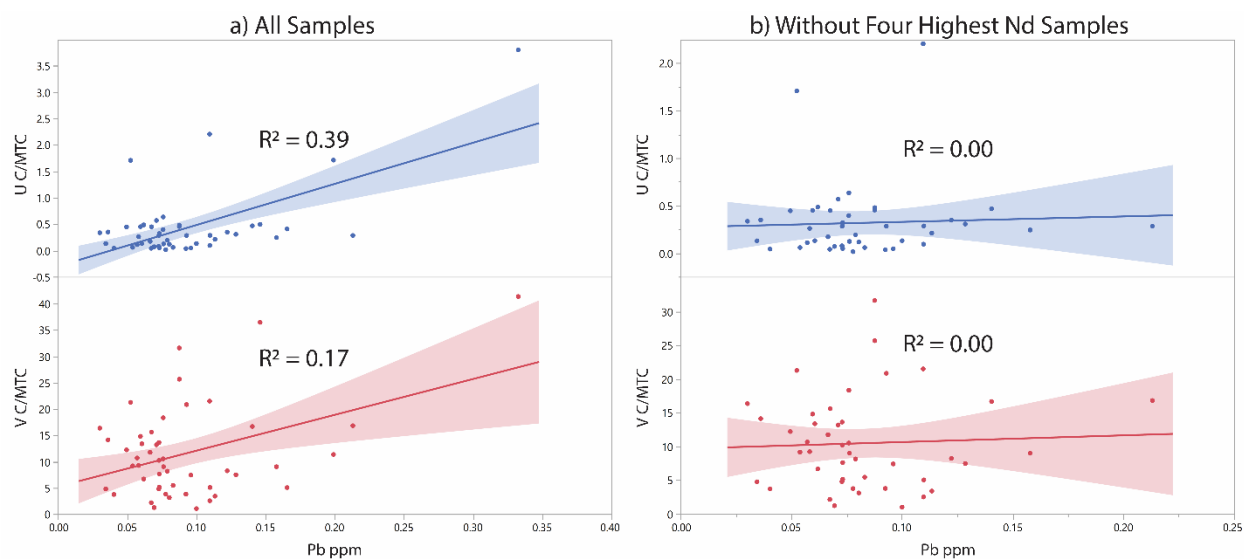 a) All Samples
b) Without Four Highest Nd Samples
U C/MTC
3.5
3.0
2.5
2.0
1.5
1.0
0.5
0.0
-0.5
R² = 0.39
V C/MTC
40
35
30
25
20
15
10
5
0
R² = 0.17
0.00 0.05 0.10 0.15 0.20 0.25 0.30 0.35 0.40
Pb ppm
U C/MTC
2.0
1.5
1.0
0.5
0.0
R² = 0.00
V C/MTC
30
25
20
15
10
5
0
R² = 0.00
0.00 0.05 0.10 0.15 0.20 0.25
Pb ppm